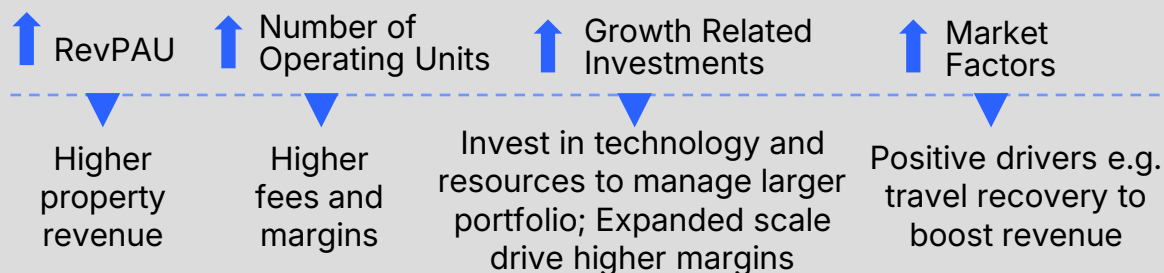 RevPAU
Number of
Operating Units
Growth Related
Investments
Market
Factors
Higher
property
revenue
Higher
fees and
margins
Invest in technology and
resources to manage larger
portfolio; Expanded scale
drive higher margins
Positive drivers e.g.
travel recovery to
boost revenue